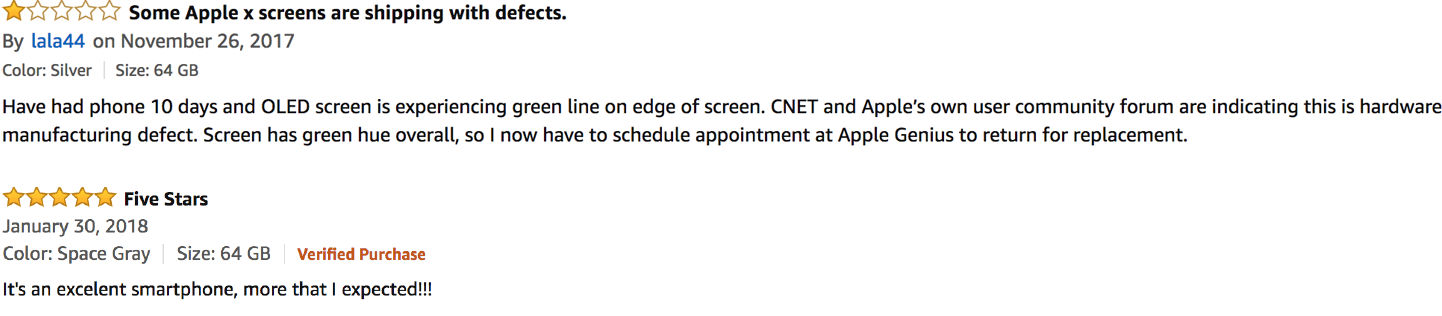 Some Apple x screens are shipping with defects.
By lala44 on November 26, 2017
Color: Silver | Size: 64 GB
Have had phone 10 days and OLED screen is experiencing green line on edge of screen. CNET and Apple’s own user community forum are indicating this is hardware
manufacturing defect. Screen has green hue overall, so I now have to schedule appointment at Apple Genius to return for replacement.
Five Stars
January 30, 2018
Color: Space Gray | Size: 64 GB | Verified Purchase
It's an excelent smartphone, more that I expected!!!